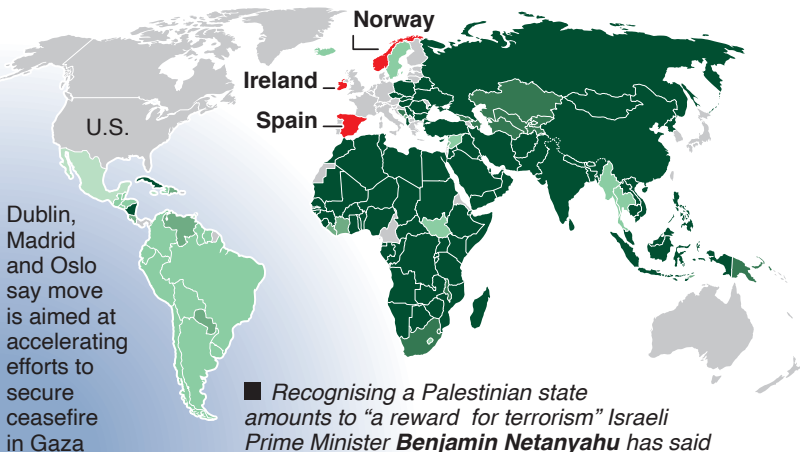 Norway
Ireland
Spain
U.S.
Dublin,
Madrid
and Oslo
say move
is aimed at
accelerating
efforts to
secure
ceasefire
in Gaza
■ Recognising a Palestinian state
amounts to “a reward for terrorism” Israeli
Prime Minister Benjamin Netanyahu has said